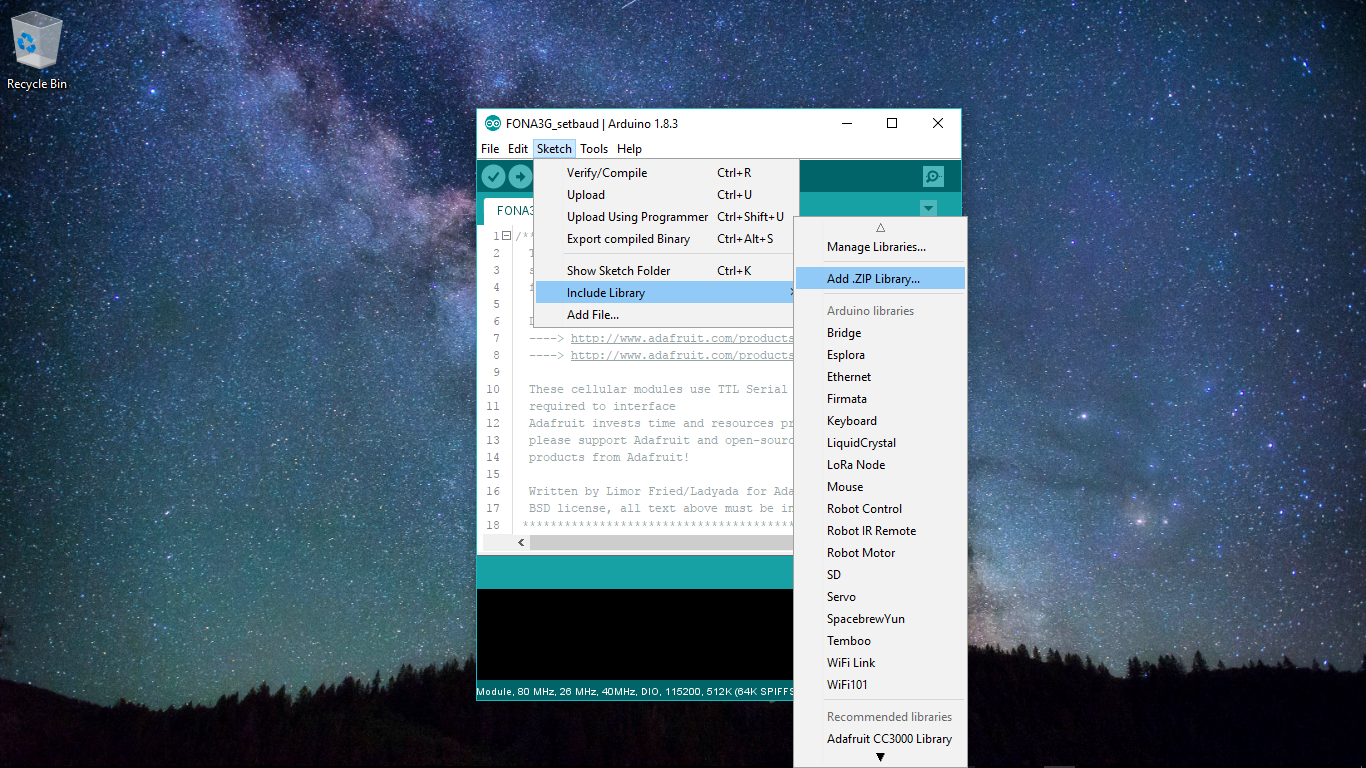 Recycle Bin
FONA3G_setbaud | Arduino 1.8.3
File Edit Sketch Tools Help
Verify/Compile Ctrl+R
Upload Ctrl+U
Upload Using Programmer Ctrl+Shift+U
Export compiled Binary Ctrl+Alt+S
Show Sketch Folder Ctrl+K
Include Library
Add File...
FONA3
1 /**
2
3
4
5
6
7 ----> http://www.adafruit.com/products
8 ----> http://www.adafruit.com/products
9
10 These cellular modules use TTL Serial
11 required to interface
12 Adafruit invests time and resources pr
13 please support Adafruit and open-sourc
14 products from Adafruit!
15
16 Written by Limor Fried/Ladyada for Ada
17 BSD license, all text above must be in
18 ****************************************
Module, 80 MHz, 26 MHz, 40MHz, DIO, 115200, 512K (64K SPIFFS
Manage Libraries...
Add .ZIP Library...
Arduino libraries
Bridge
Esplora
Ethernet
Firmata
Keyboard
LiquidCrystal
LoRa Node
Mouse
Robot Control
Robot IR Remote
Robot Motor
SD
Servo
SpacebrewYun
Temboo
WiFi Link
WiFi101
Recommended libraries
Adafruit CC3000 Library